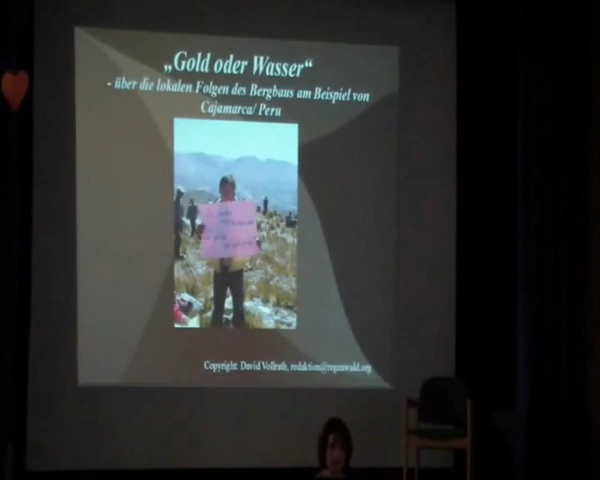 „Gold oder Wasser“
- über die lokalen Folgen des Bergbaus am Beispiel von
Cajamarca/ Peru
Copyright: David Vollrath, redaktion@regenwald.org